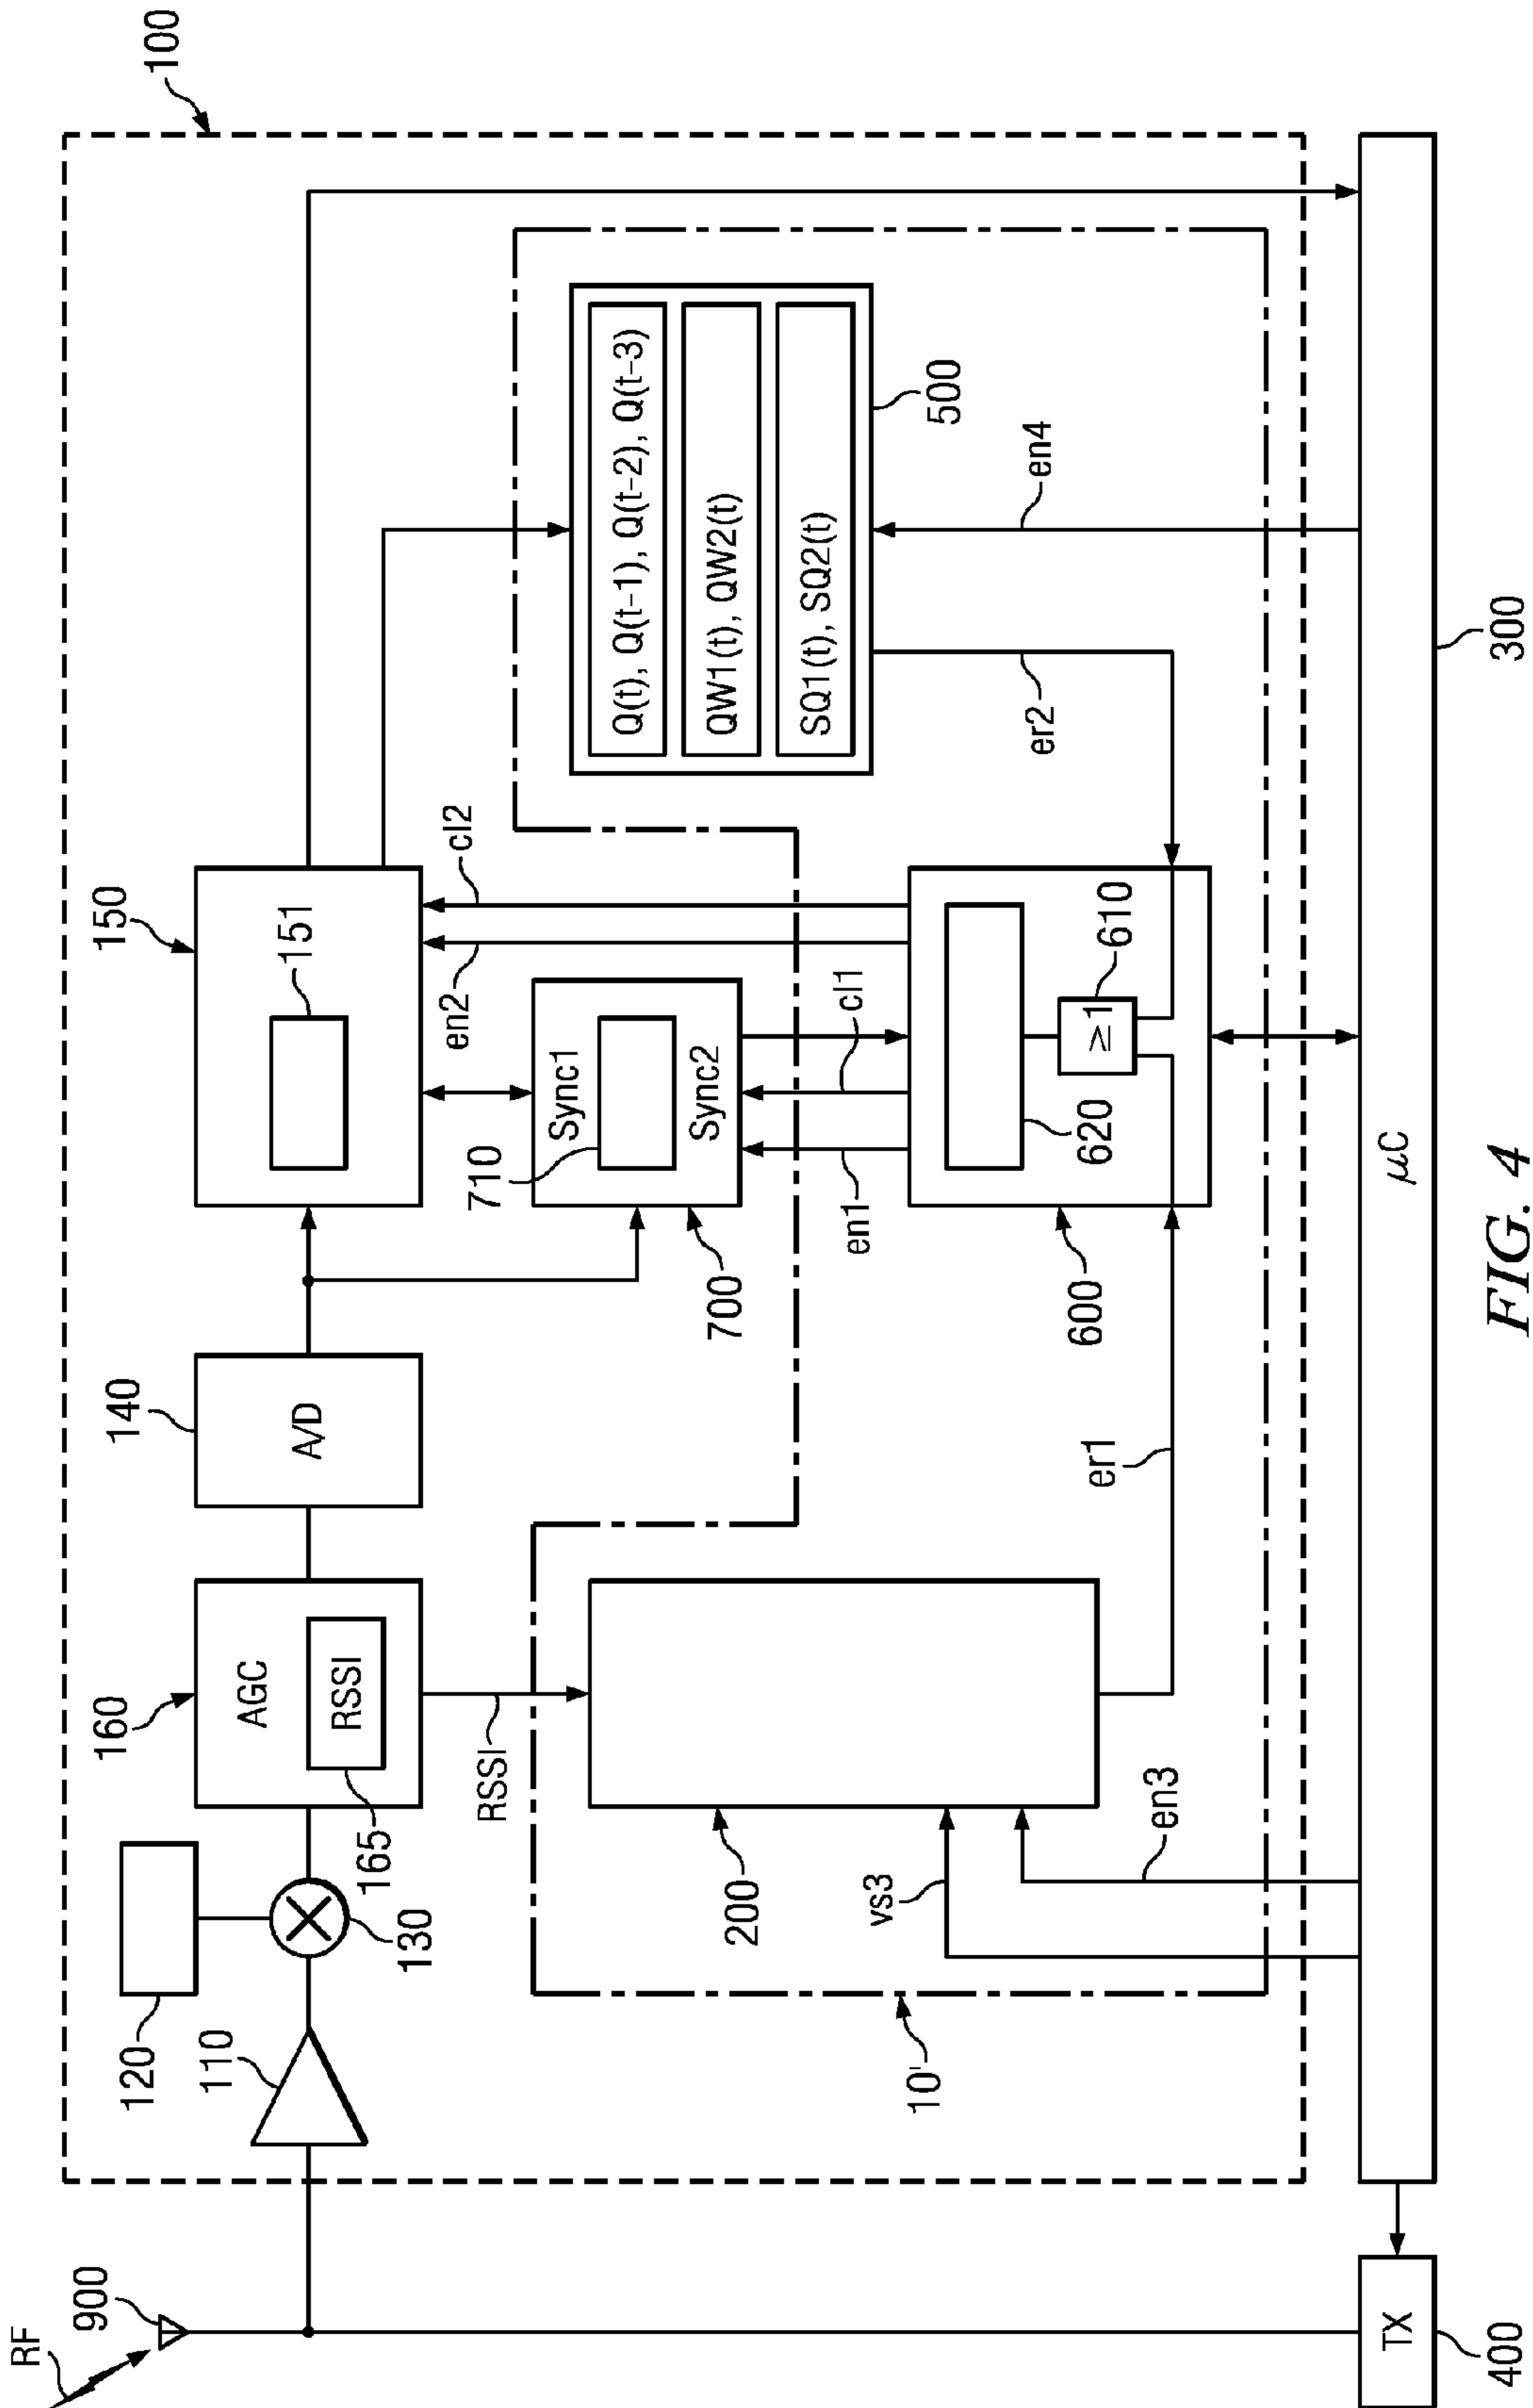 100
150
151
cl2
en2
140
A/D
160
AGC
RSSI
165
120
130
110
900
RF
Q(t), Q(t-1), Q(t-2), Q(t-3)
QW1(t), QW2(t)
SQ1(t), SQ2(t)
500
Sync1
710
Sync2
700
cl1
en1
RSSI
200
vs3
en3
10'
er1
600
620
≥1
610
er2
en4
μC
300
TX
400
FIG. 4